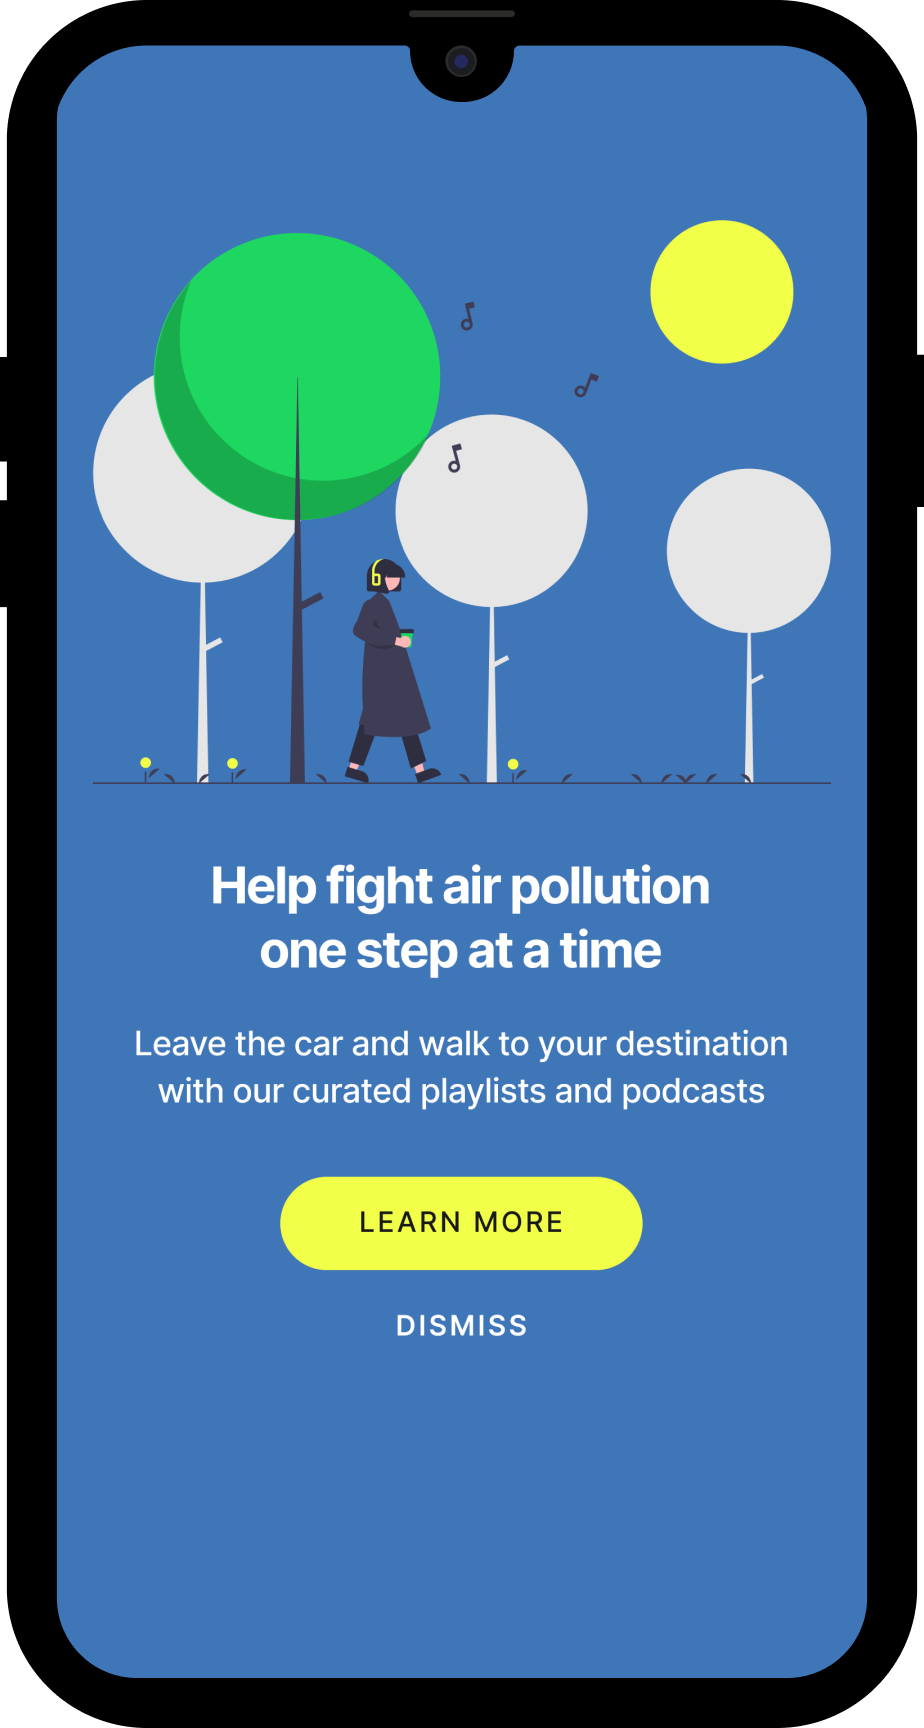 Help fight air pollution
one step at a time
Leave the car and walk to your destination
with our curated playlists and podcasts
LEARN MORE
DISMISS